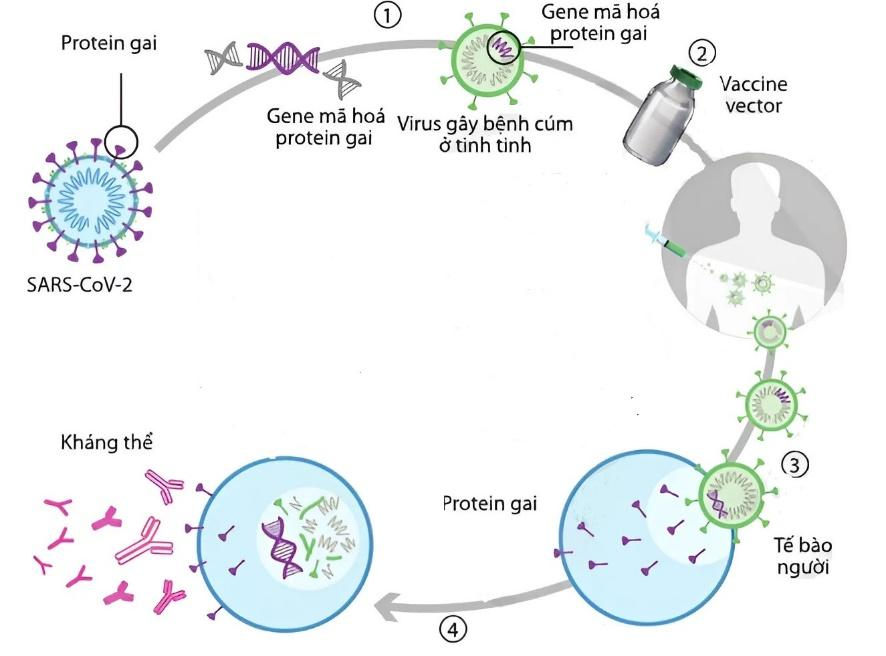 Protein gai
①
Gene mã hoá
protein gai
②
Vaccine
vector
Gene mã hoá
protein gai
Virus gây bệnh cúm
ở tinh tinh
SARS-CoV-2
Kháng thể
Protein gai
③
Tế bào
người
④